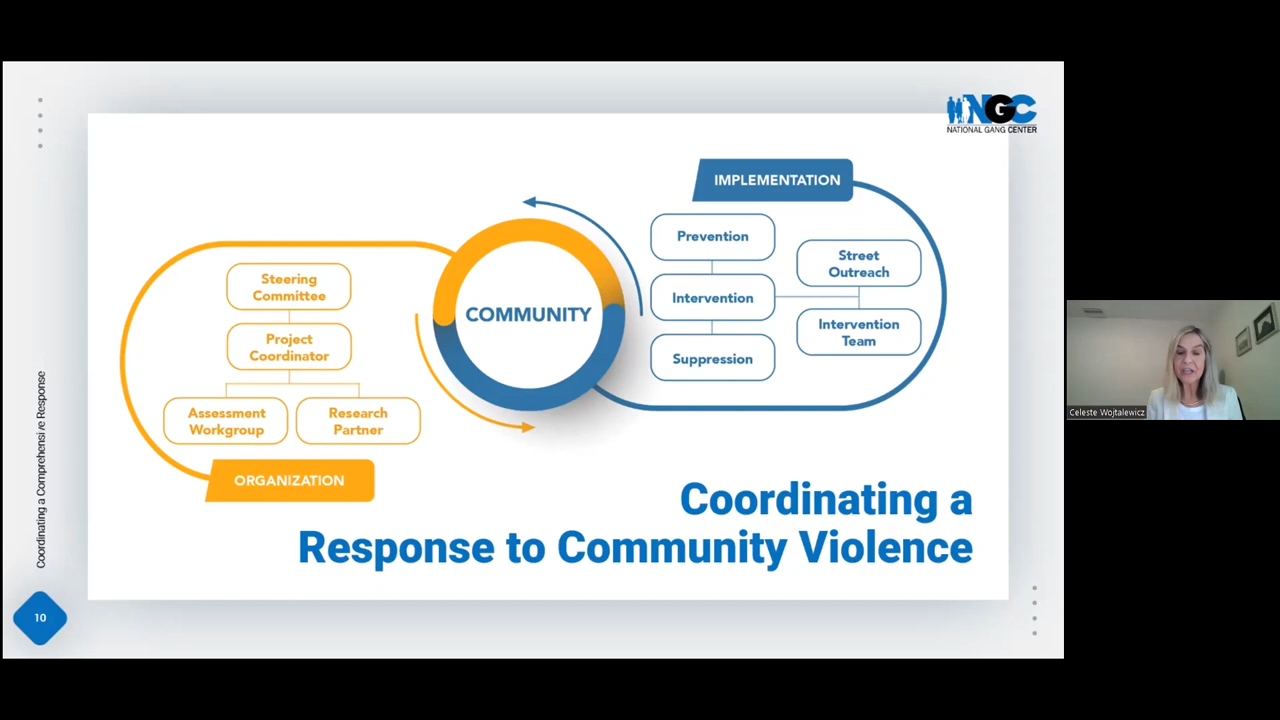 NGC
NATIONAL GANG CENTER
IMPLEMENTATION
Prevention
Street
Outreach
Intervention
Intervention
Team
Suppression
COMMUNITY
Steering
Committee
Project
Coordinator
Assessment
Workgroup
Research
Partner
ORGANIZATION
Coordinating a
Response to Community Violence
Coordinating a Comprehensive Response
10
Celeste Wojtalewicz